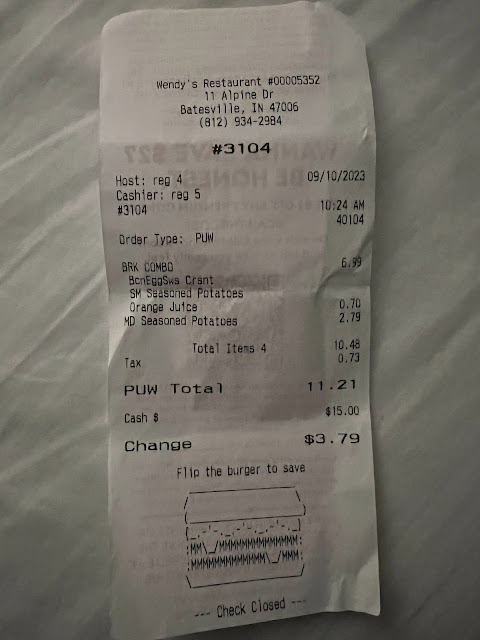 Wendy's Restaurant #00005352
11 Alpine Dr
Batesville, IN 47006
(812) 934-2984
#3104
Host: reg 4 09/10/2023
Cashier: reg 5
#3104 10:24 AM
40104
Order Type: PUW
BRK COMBO 6.99
BcnEggSws Crsnt
SM Seasoned Potatoes
Orange Juice 0.70
MD Seasoned Potatoes 2.79
Total Items 4 10.48
Tax 0.73
PUW Total 11.21
Cash $ $15.00
Change $3.79
Flip the burger to save
--- Check Closed ---